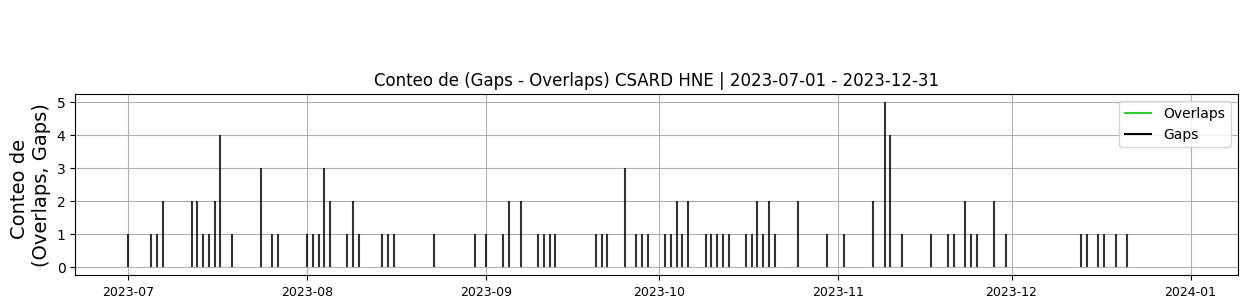 Conteo de (Gaps - Overlaps) CSARD HNE | 2023-07-01 - 2023-12-31
Conteo de
(Overlaps, Gaps)
5
4
3
2
1
0
Overlaps
Gaps
2023-07
2023-08
2023-09
2023-10
2023-11
2023-12
2024-01